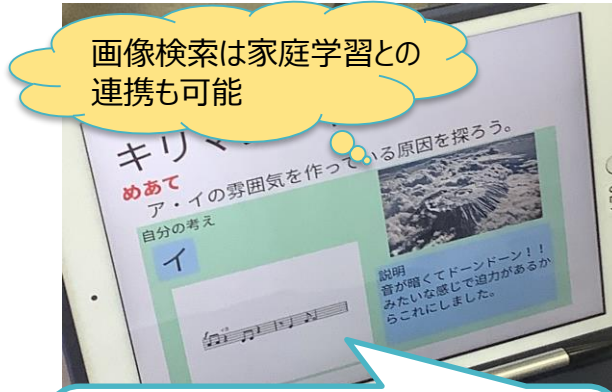 画像検索は家庭学習との
連携も可能
キリマ
めあて
ア・イの雰囲気を作っている原因を探ろう。
自分の考え
イ
説明
音が暗くてドーンドーン！！
みたいな感じで迫力があるか
らこれにしました。